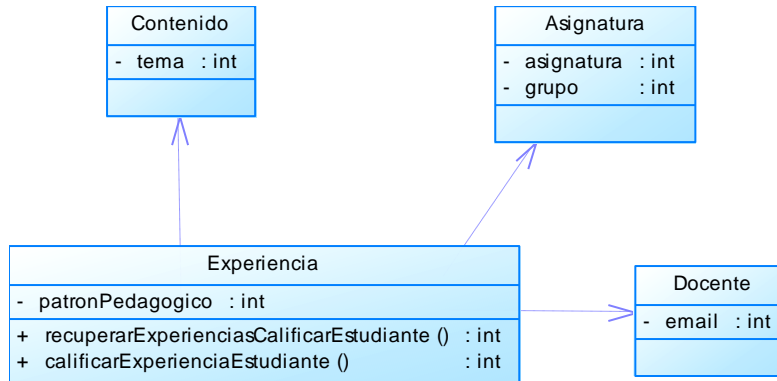 Contenido
- tema : int
Asignatura
- asignatura : int
- grupo : int
Experiencia
- patronPedagogico : int
+ recuperarExperienciasCalificarEstudiante () : int
+ calificarExperienciaEstudiante () : int
Docente
- email : int